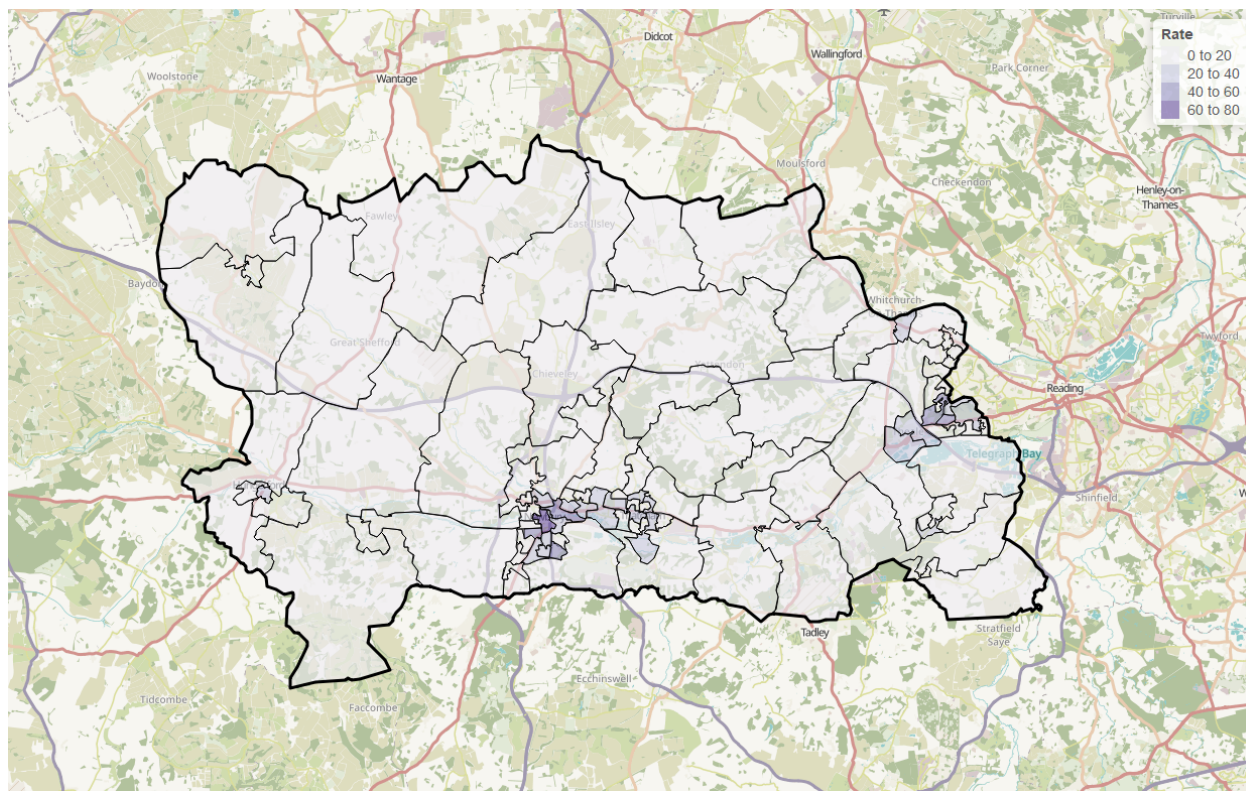 Turville
Rate
0 to 20
20 to 40
40 to 60
60 to 80
Didcot
Wallingford
Park Corner
Woolstone
Wantage
Moulsford
Checkendon
Henley-on-
Thames
Fawley
East Ilsley
Baydon
Whitchurch-
Great Shefford
Chieveley
Yattendon
Twyford
Reading
Telegraph Bay
Shinfield
Tadley
Stratfield
Saye
Ecchinswell
Tidcombe
Faccombe